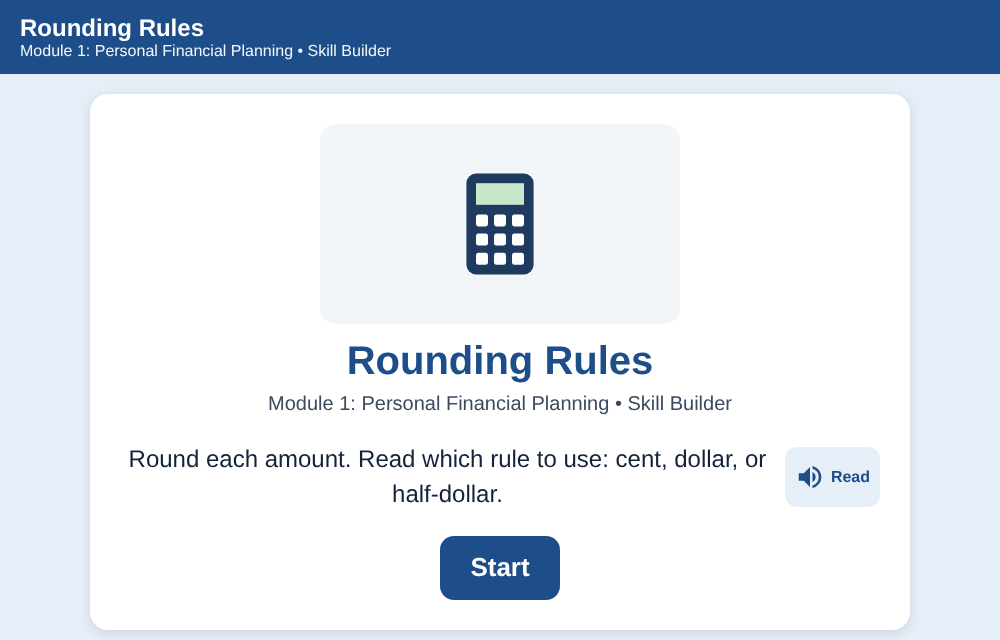 Rounding Rules
Module 1: Personal Financial Planning • Skill Builder
Rounding Rules
Module 1: Personal Financial Planning • Skill Builder
Round each amount. Read which rule to use: cent, dollar, or
half-dollar.
Read
Start